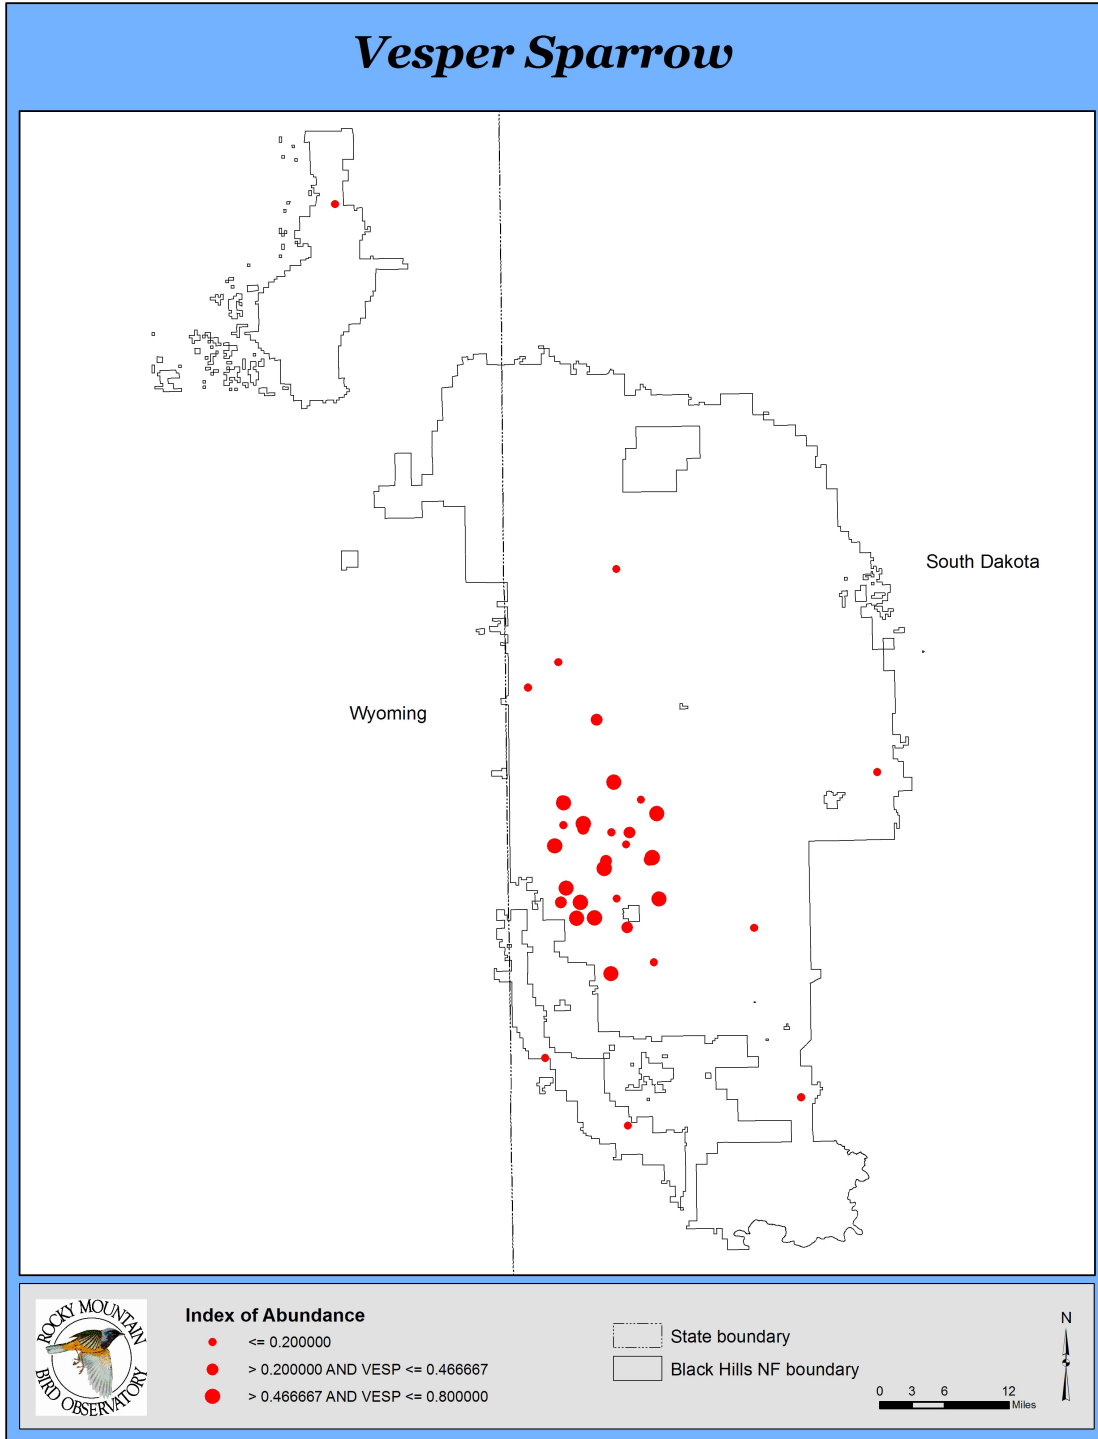 Vesper Sparrow
South Dakota
Wyoming
ROCKY MOUNTAIN
BIRD OBSERVATORY
Index of Abundance
<= 0.200000
> 0.200000 AND VESP <= 0.466667
> 0.466667 AND VESP <= 0.800000
State boundary
Black Hills NF boundary
N
0 3 6 12
Miles